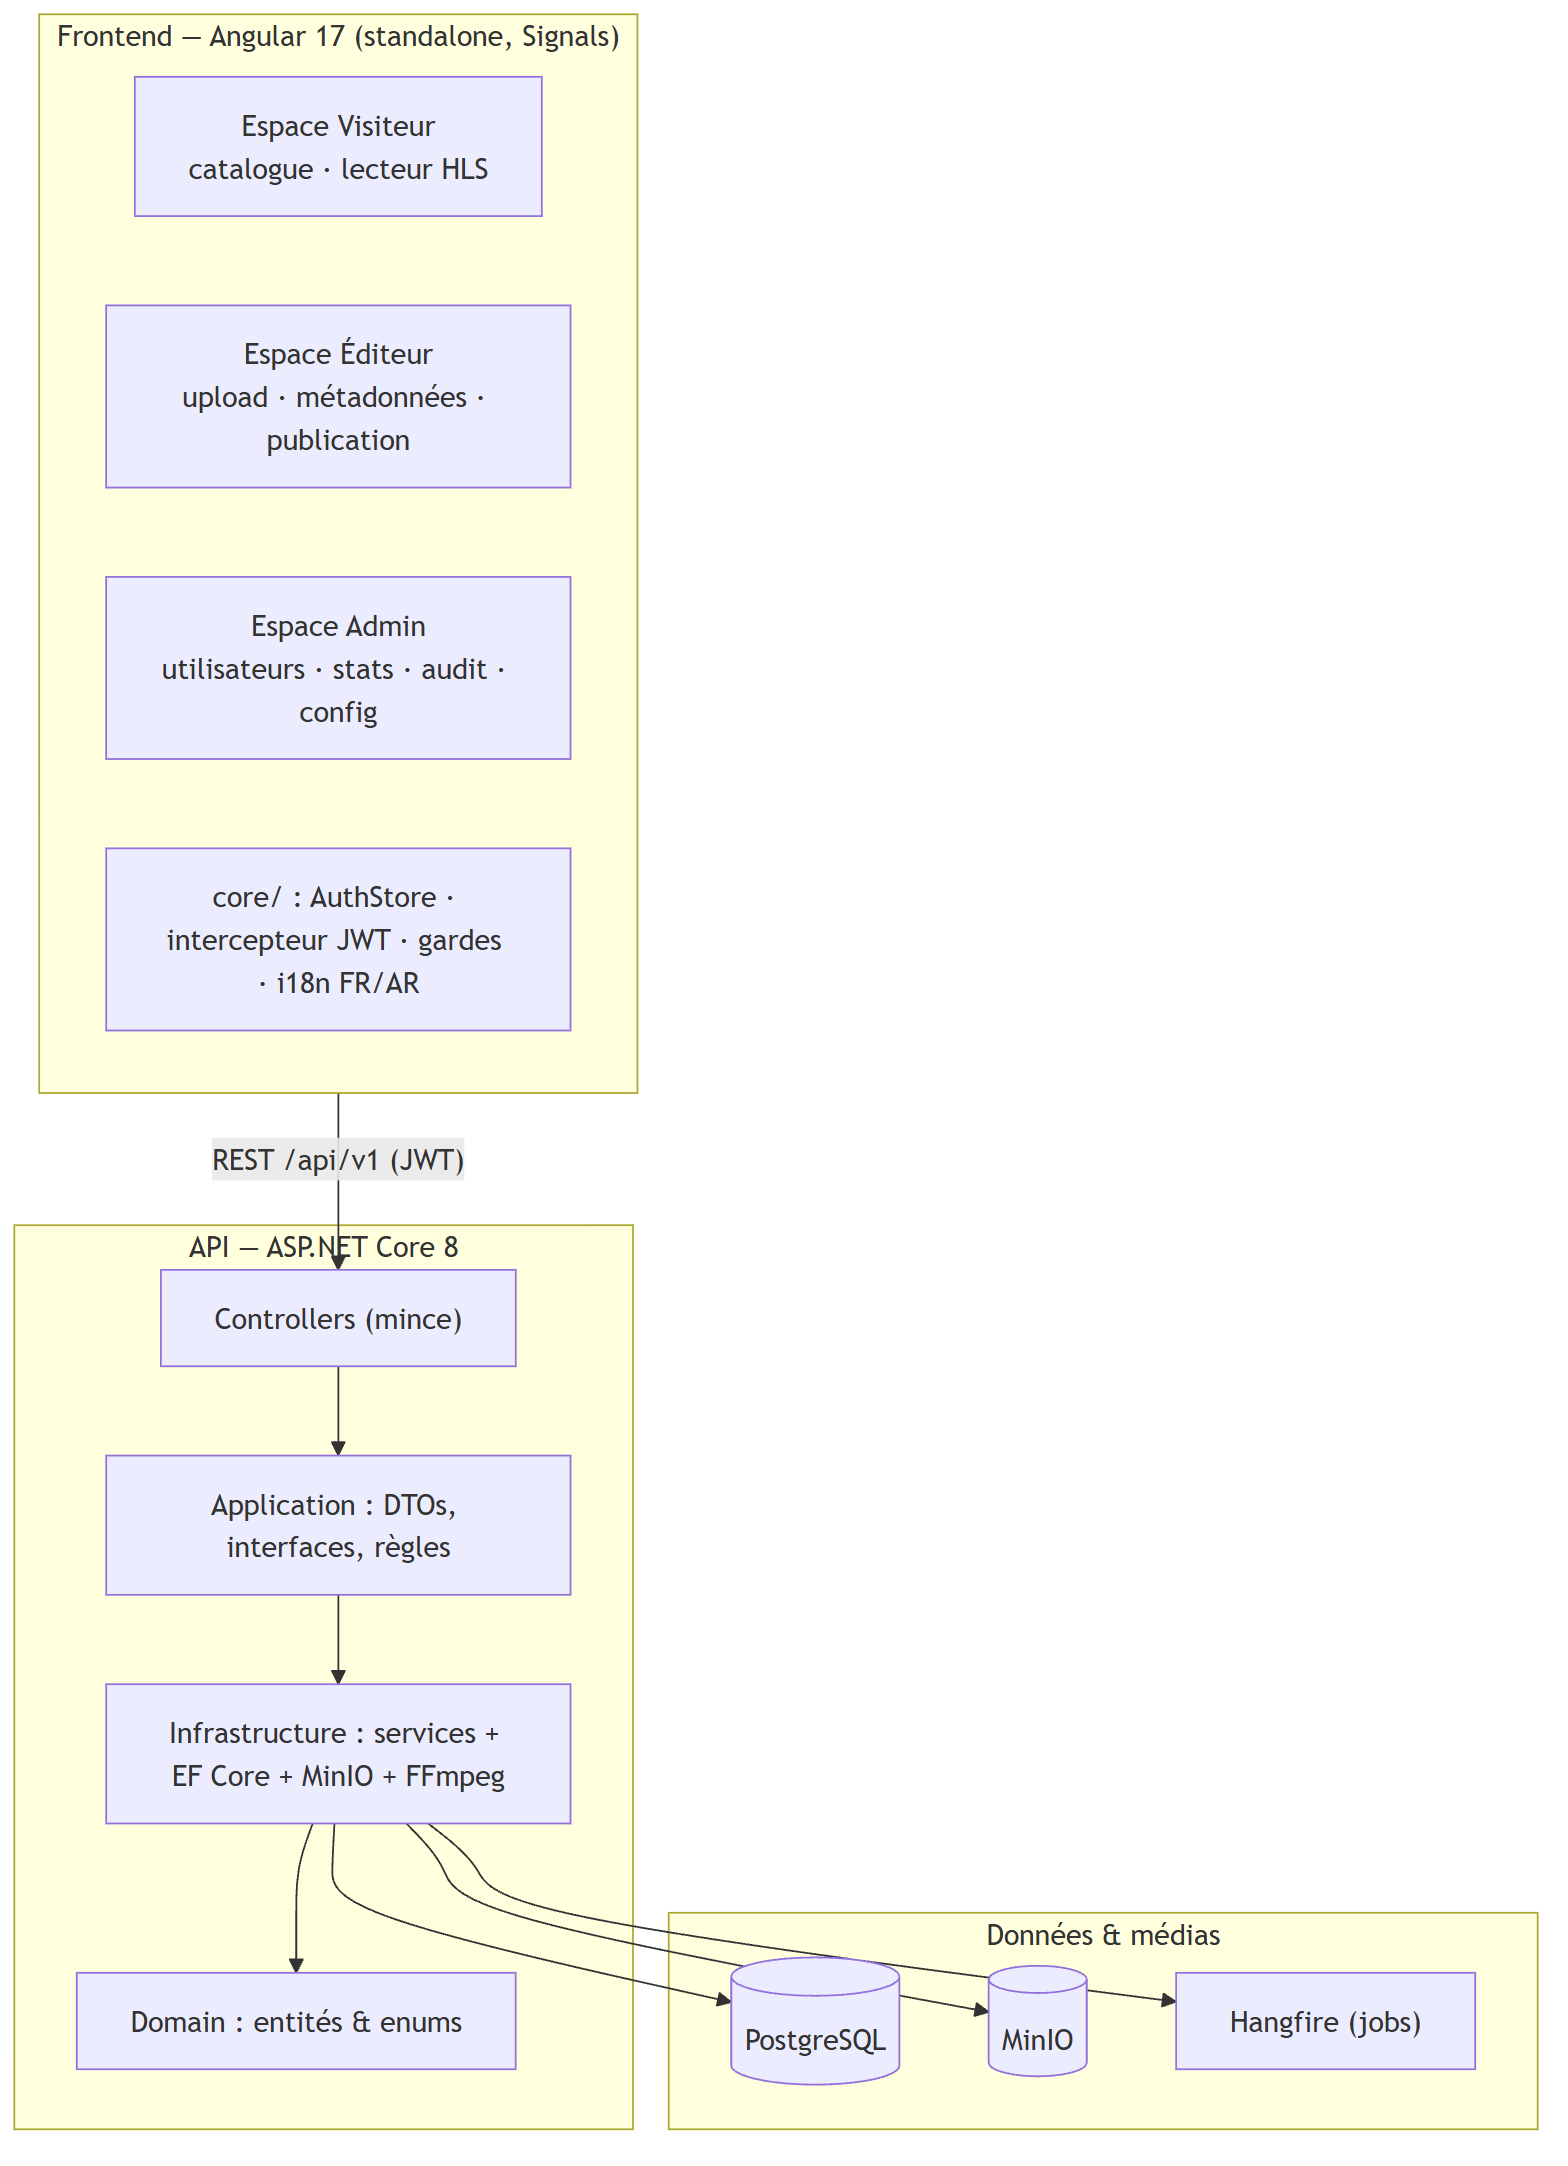 Frontend — Angular 17 (standalone, Signals)
Espace Visiteur
catalogue · lecteur HLS
Espace Éditeur
upload · métadonnées ·
publication
Espace Admin
utilisateurs · stats · audit ·
config
core/ : AuthStore ·
intercepteur JWT · gardes
· i18n FR/AR
REST /api/v1 (JWT)
API — ASP.NET Core 8
Controllers (mince)
Application : DTOs,
interfaces, règles
Infrastructure : services +
EF Core + MinIO + FFmpeg
Domain : entités & enums
Données & médias
PostgreSQL
MinIO
Hangfire (jobs)